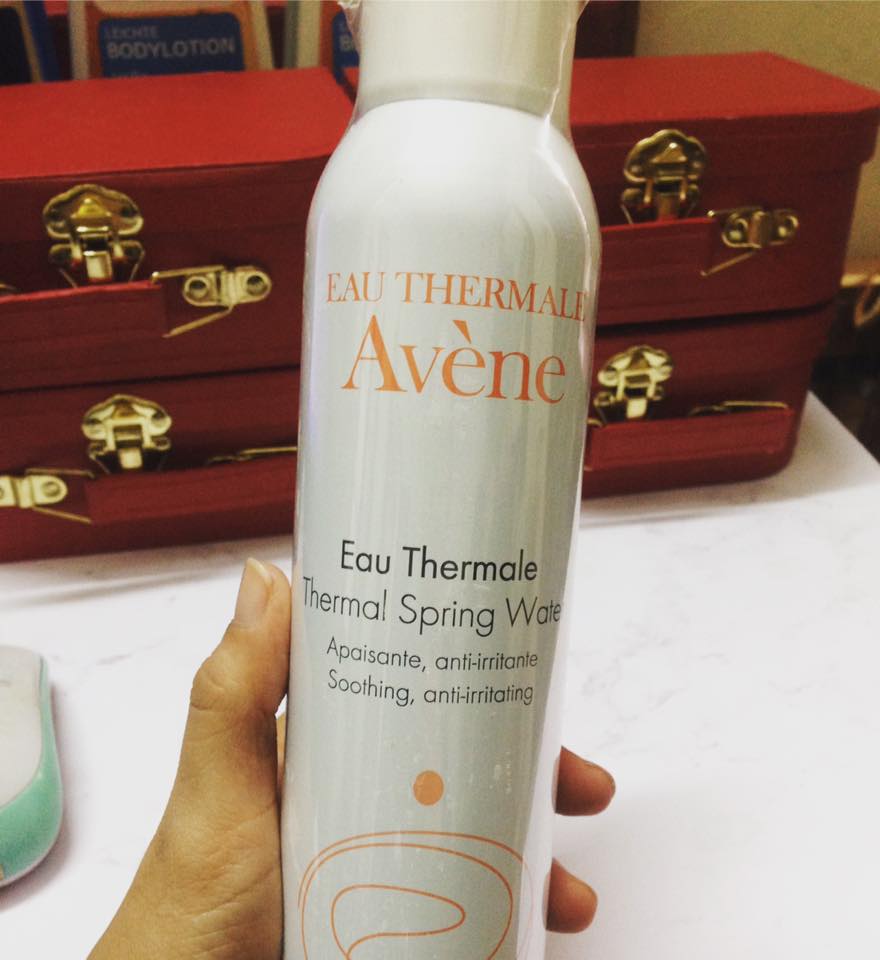 LEICHTE
BODYLOTION
EAU THERMALE
Avène
Eau Thermale
Thermal Spring Wate
Apaisante, anti-irritante
Soothing, anti-irritating